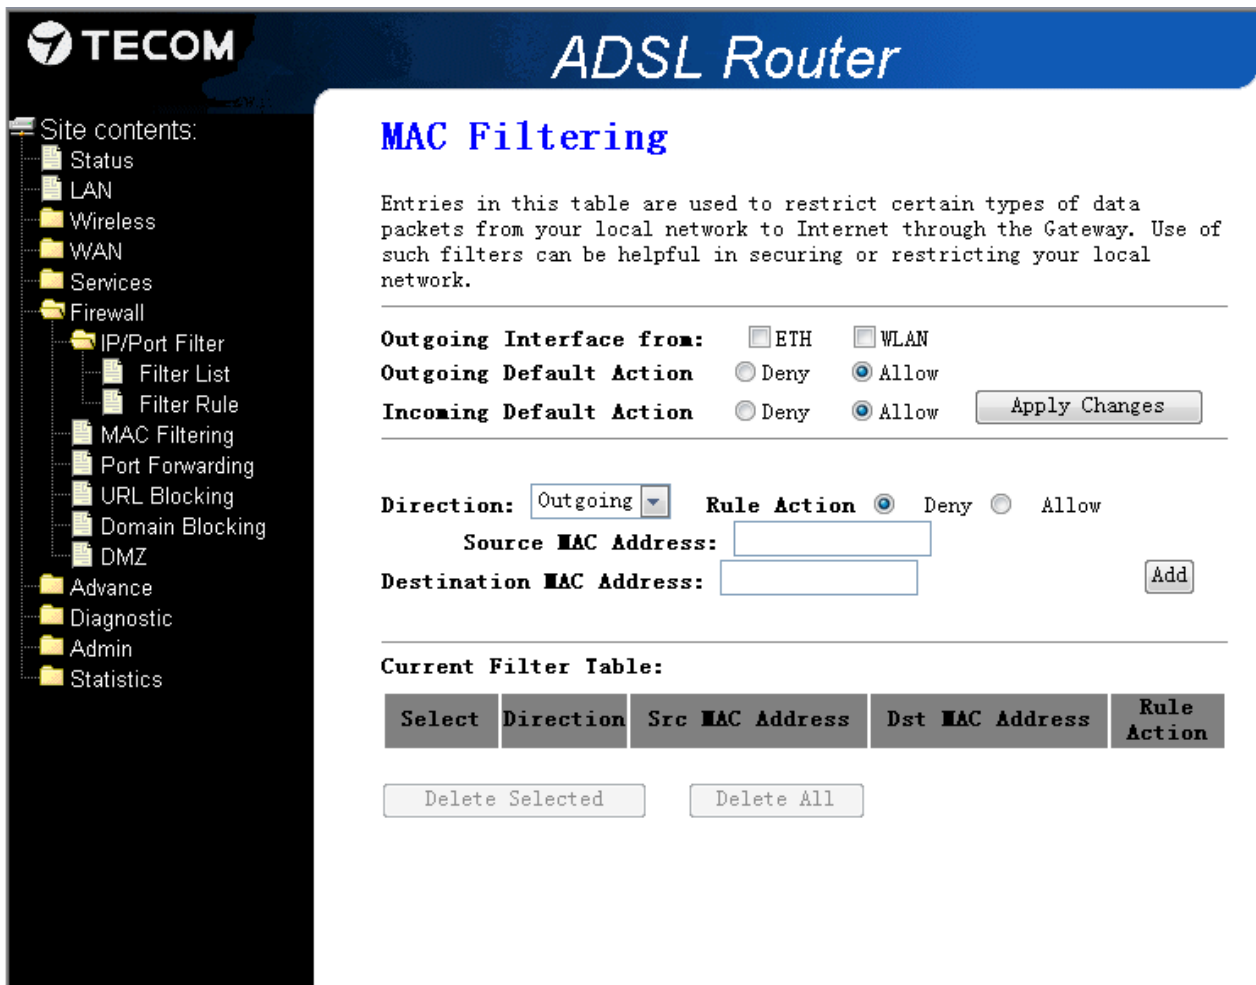 TECOM
ADSL Router
Site contents:
Status
LAN
Wireless
WAN
Services
Firewall
IP/Port Filter
Filter List
Filter Rule
MAC Filtering
Port Forwarding
URL Blocking
Domain Blocking
DMZ
Advance
Diagnostic
Admin
Statistics
MAC Filtering
Entries in this table are used to restrict certain types of data
packets from your local network to Internet through the Gateway. Use of
such filters can be helpful in securing or restricting your local
network.
Outgoing Interface from: ETH WLAN
Outgoing Default Action Deny Allow
Incoming Default Action Deny Allow Apply Changes
Direction: Outgoing Rule Action Deny Allow
Source MAC Address:
Destination MAC Address: Add
Current Filter Table:
Select Direction Src MAC Address Dst MAC Address Rule Action
Delete Selected Delete All